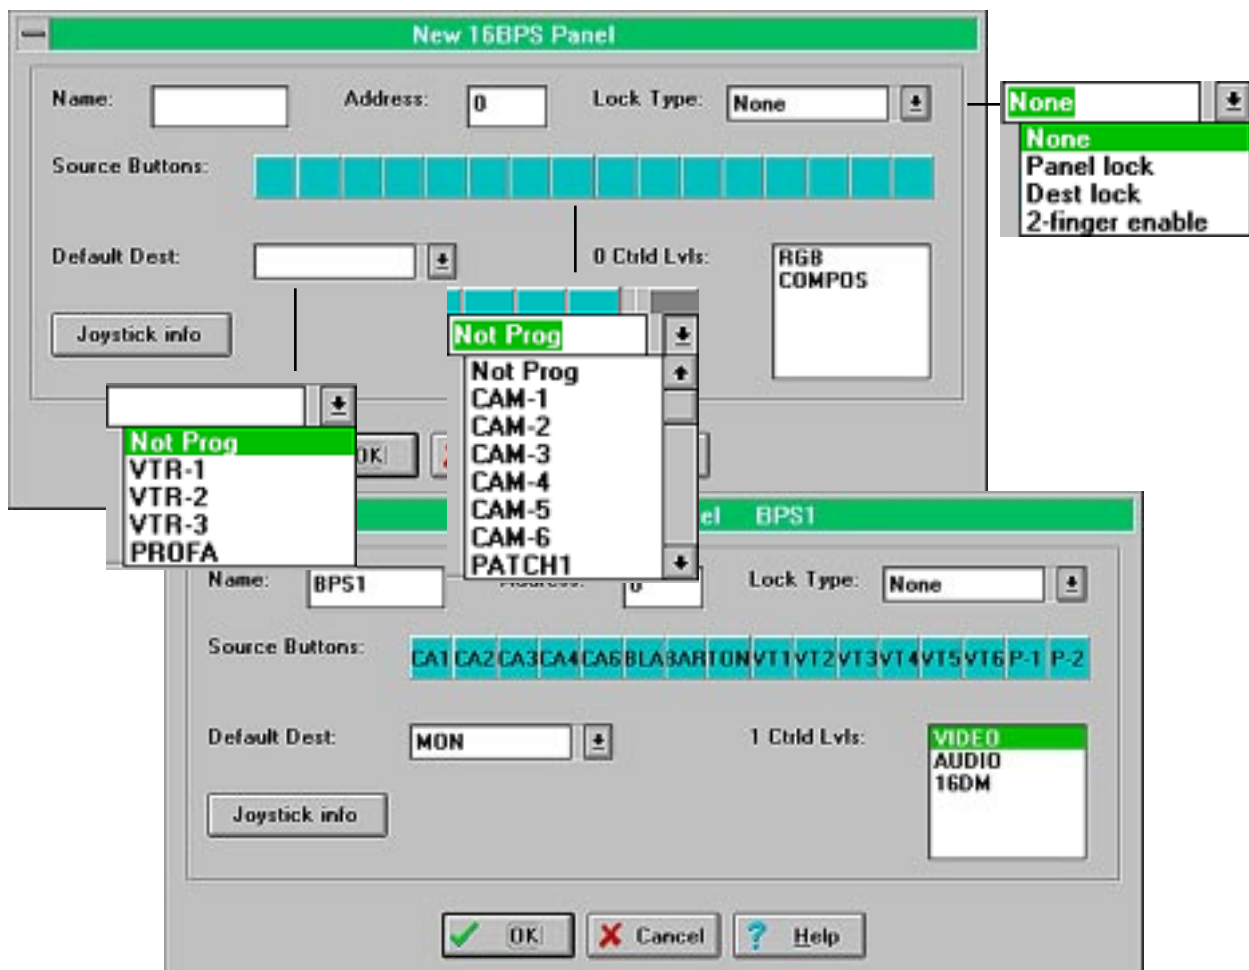 New 16BPS Panel
Name: Address: 0 Lock Type: None
None
None
Panel lock
Dest lock
2-finger enable
Source Buttons:
Default Dest: 0 Ctrld Lvls: RGB
COMPOS
Joystick info
Not Prog
Not Prog
CAM-1
CAM-2
CAM-3
CAM-4
CAM-5
CAM-6
PATCH1
Not Prog
VTR-1
VTR-2
VTR-3
PROFA
OK
el BPS1
Name: BPS1 Address: 0 Lock Type: None
Source Buttons: CA1 CA2 CA3 CA4 CA6 BLA BAR TON VT1 VT2 VT3 VT4 VT5 VT6 P-1 P-2
Default Dest: MON 1 Ctrld Lvls: VIDEO
AUDIO
16DM
Joystick info
OK Cancel ? Help